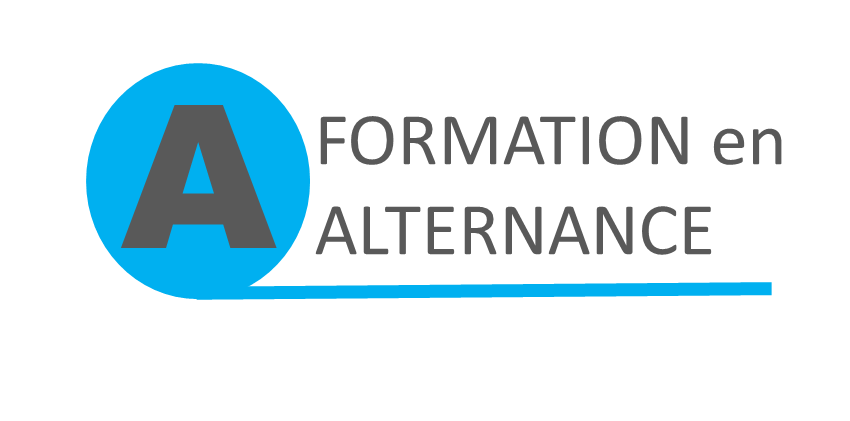 A
FORMATION en
ALTERNANCE